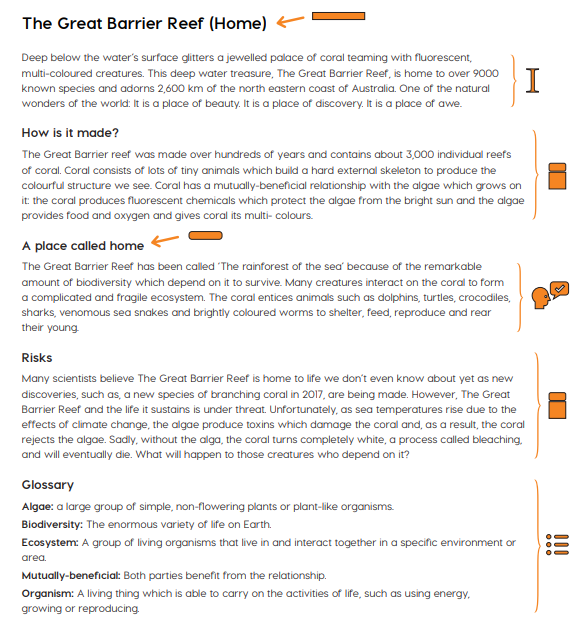 The Great Barrier Reef (Home)
Deep below the water's surface glitters a jewelled palace of coral teaming with fluorescent,
multi-coloured creatures. This deep water treasure, The Great Barrier Reef, is home to over 9000
known species and adorns 2,600 km of the north eastern coast of Australia. One of the natural
wonders of the world: It is a place of beauty. It is a place of discovery. It is a place of awe.
How is it made?
The Great Barrier reef was made over hundreds of years and contains about 3,000 individual reefs
of coral. Coral consists of lots of tiny animals which build a hard external skeleton to produce the
colourful structure we see. Coral has a mutually-beneficial relationship with the algae which grows on
it: the coral produces fluorescent chemicals which protect the algae from the bright sun and the algae
provides food and oxygen and gives coral its multi- colours.
A place called home
The Great Barrier Reef has been called 'The rainforest of the sea' because of the remarkable
amount of biodiversity which depend on it to survive. Many creatures interact on the coral to form
a complicated and fragile ecosystem. The coral entices animals such as dolphins, turtles, crocodiles,
sharks, venomous sea snakes and brightly coloured worms to shelter, feed, reproduce and rear
their young.
Risks
Many scientists believe The Great Barrier Reef is home to life we don't even know about yet as new
discoveries, such as, a new species of branching coral in 2017, are being made. However, The Great
Barrier Reef and the life it sustains is under threat. Unfortunately, as sea temperatures rise due to the
effects of climate change, the algae produce toxins which damage the coral and, as a result, the coral
rejects the algae. Sadly, without the alga, the coral turns completely white, a process called bleaching,
and will eventually die. What will happen to those creatures who depend on it?
Glossary
Algae: a large group of simple, non-flowering plants or plant-like organisms.
Biodiversity: The enormous variety of life on Earth.
Ecosystem: A group of living organisms that live in and interact together in a specific environment or
area.
Mutually-beneficial: Both parties benefit from the relationship.
Organism: A living thing which is able to carry on the activities of life, such as using energy,
growing or reproducing.